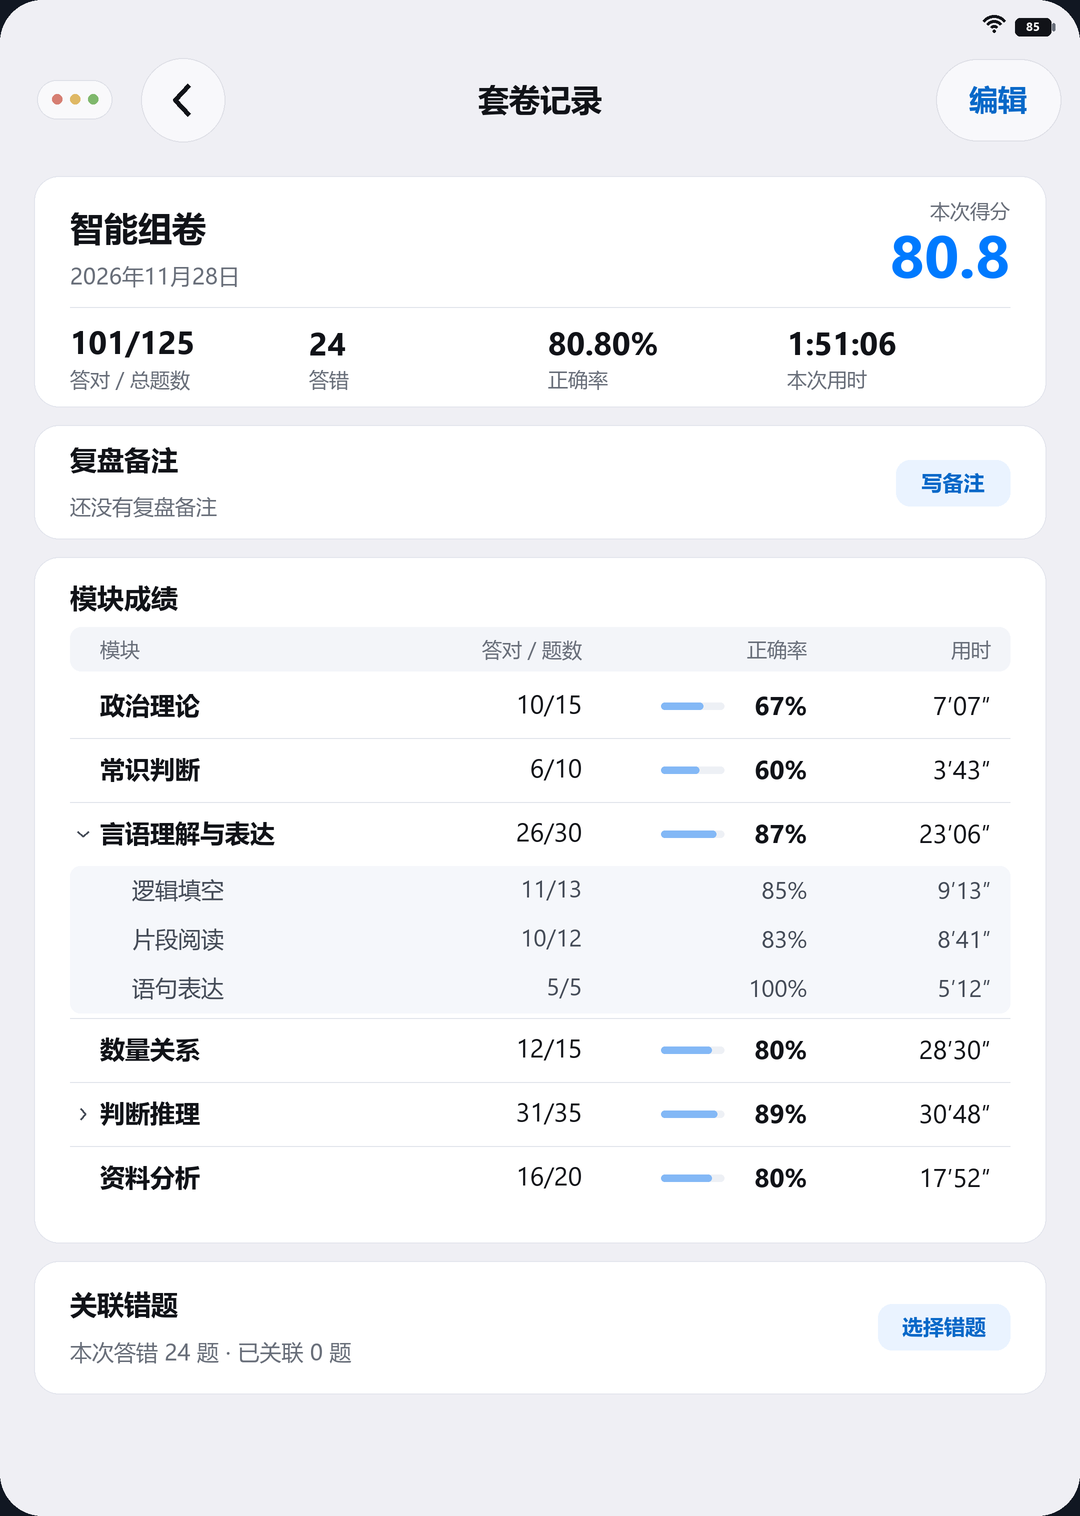 85
套卷记录
编辑
智能组卷
2026年11月28日
本次得分
80.8
101/125 24 80.80% 1:51:06
答对 / 总题数 答错 正确率 本次用时
复盘备注
还没有复盘备注
写备注
模块成绩
模块 答对 / 题数 正确率 用时
政治理论 10/15 67% 7′07″
常识判断 6/10 60% 3′43″
言语理解与表达 26/30 87% 23′06″
逻辑填空 11/13 85% 9′13″
片段阅读 10/12 83% 8′41″
语句表达 5/5 100% 5′12″
数量关系 12/15 80% 28′30″
判断推理 31/35 89% 30′48″
资料分析 16/20 80% 17′52″
关联错题
本次答错 24 题 · 已关联 0 题
选择错题